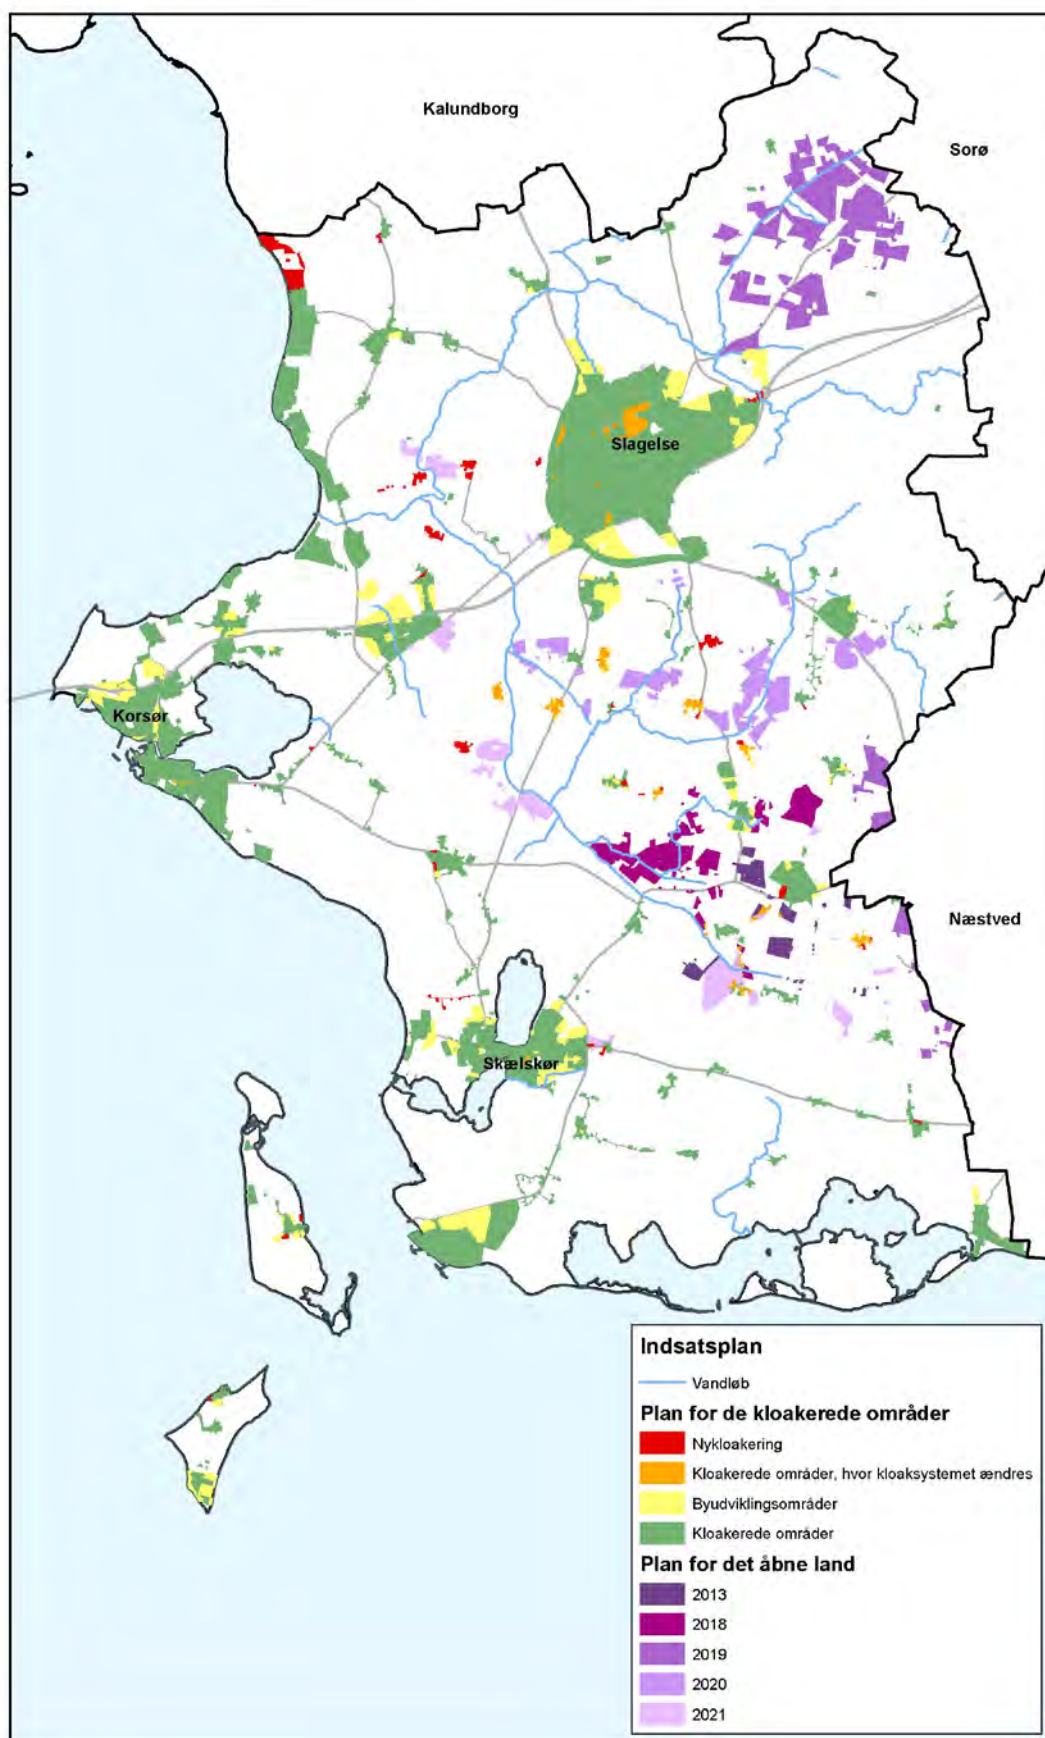 Kalundborg
Sorø
Slagelse
Korsør
Næstved
Skælskør
Indsatsplan
Vandløb
Plan for de kloakerede områder
Nykloakering
Kloakerede områder, hvor kloaksystemet ændres
Byudviklingsområder
Kloakerede områder
Plan for det åbne land
2013
2018
2019
2020
2021